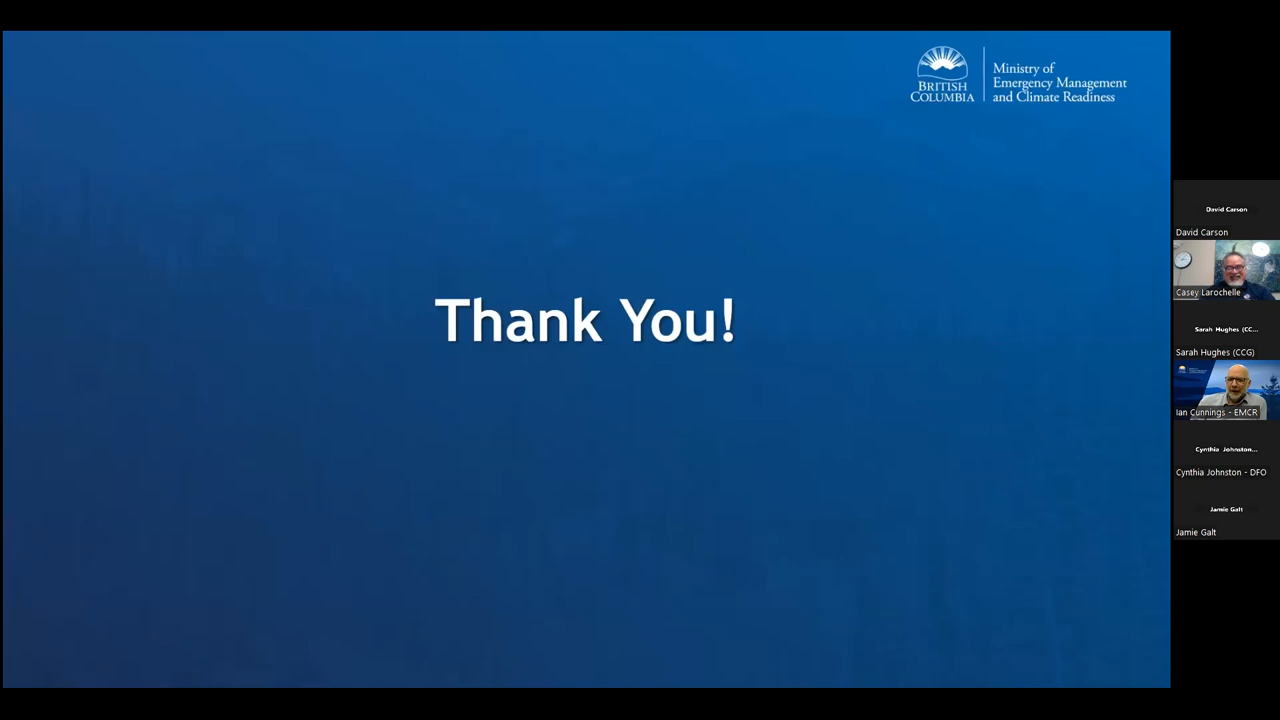 BRITISH
COLUMBIA
Ministry of
Emergency Management
and Climate Readiness
Thank You!
David Carson
David Carson
Casey Larochelle
Sarah Hughes (CC...
Sarah Hughes (CCG)
Ian Cunnings - EMCR
Cynthia Johnston...
Cynthia Johnston - DFO
Jamie Galt
Jamie Galt